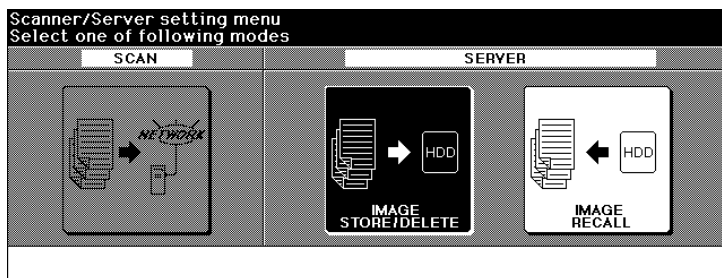 Scanner/Server setting menu
Select one of following modes
SCAN
SERVER
NETWORK
HDD
IMAGE
STORE/DELETE
HDD
IMAGE
RECALL